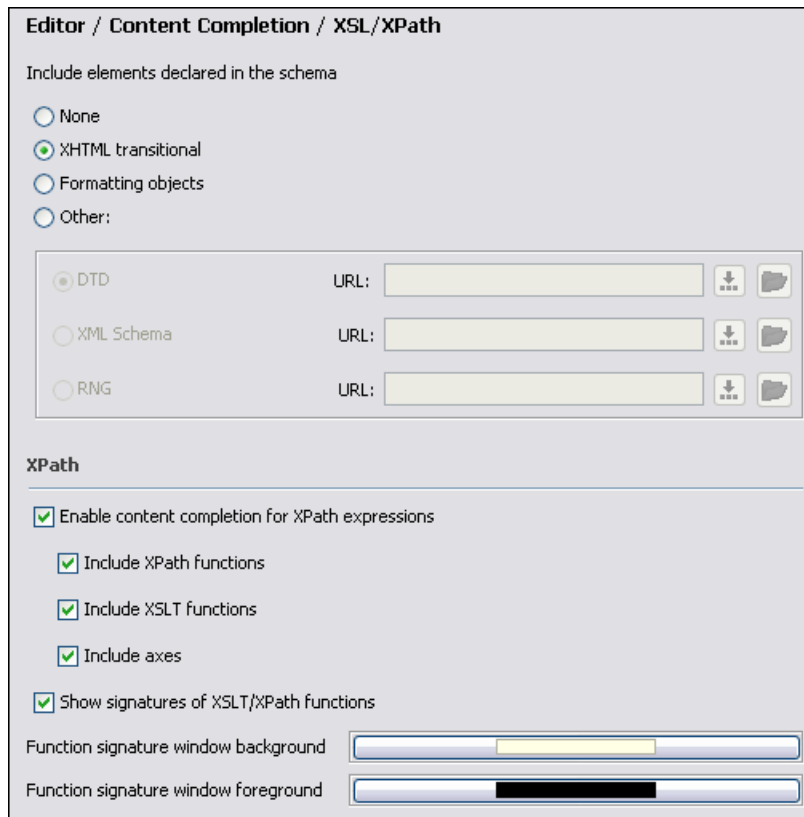 Editor / Content Completion / XSL/XPath
Include elements declared in the schema
None
XHTML transitional
Formatting objects
Other:
DTD URL:
XML Schema URL:
RNG URL:
XPath
Enable content completion for XPath expressions
Include XPath functions
Include XSLT functions
Include axes
Show signatures of XSLT/XPath functions
Function signature window background
Function signature window foreground